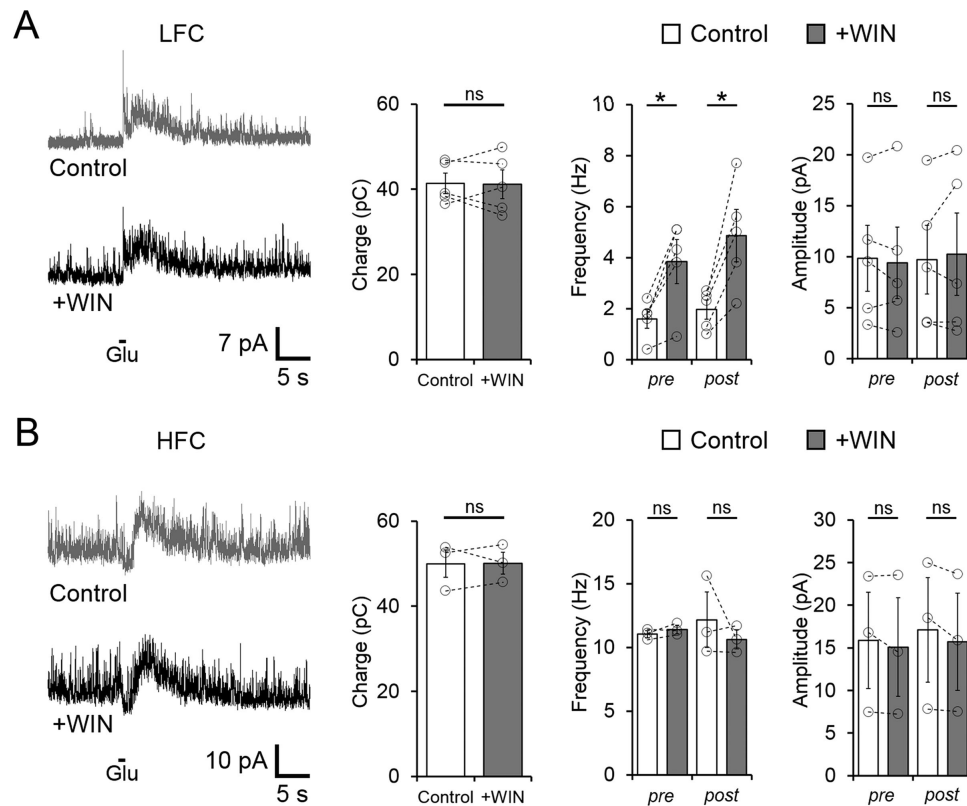 A
LFC
Control
+WIN
Glu
7 pA
5 s
Charge (pC)
60
40
20
0
ns
Control +WIN
Control +WIN
Frequency (Hz)
10
8
6
4
2
0
* *
pre post
Amplitude (pA)
25
20
15
10
5
0
ns ns
pre post
B
HFC
Control
+WIN
Glu
10 pA
5 s
Charge (pC)
60
40
20
0
ns
Control +WIN
Control +WIN
Frequency (Hz)
20
15
10
5
0
ns ns
pre post
Amplitude (pA)
30
25
20
15
10
5
0
ns ns
pre post